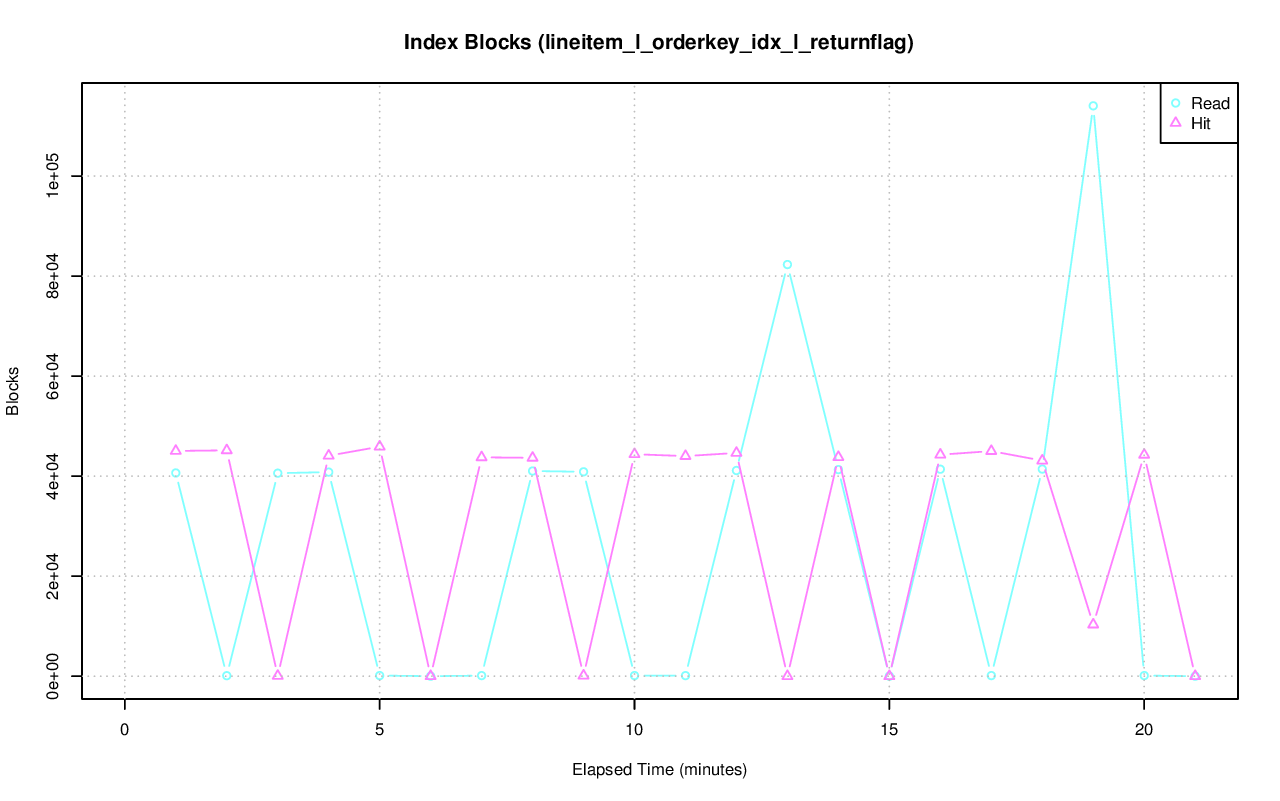 Index Blocks (lineitem_l_orderkey_idx_l_returnflag)
Read
Hit
Blocks
1e+05
8e+04
6e+04
4e+04
2e+04
0e+00
0 5 10 15 20
Elapsed Time (minutes)